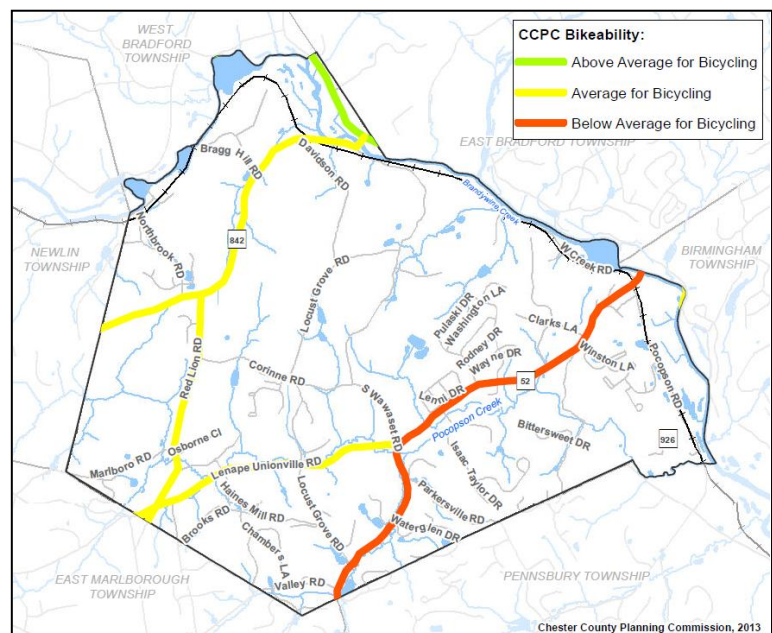 WEST
BRADFORD
TOWNSHIP
CCPC Bikeability:
Above Average for Bicycling
Average for Bicycling
Below Average for Bicycling
EAST BRADFORD TOWNSHIP
Bragg Hill RD
Davidson RD
Brandywine Creek
Northbrook RD
NEWLIN
TOWNSHIP
842
W Creek RD
BIRMINGHAM
TOWNSHIP
Locust Grove RD
Pulaski DR
Washington LA
Rodney DR
Wayne DR
Clarks LA
Winston LA
Pocopson RD
Red Lion RD
Corinne RD
Lenni DR
52
S Wawaset RD
Pocopson Creek
Bittersweet DR
926
Osborne Cl
Marlboro RD
Lenape Unionville RD
Isaac Taylor DR
Haines Mill RD
Locust Grove RD
Parkersville RD
Brooks RD
Waterglen DR
Chambers LA
Valley RD
EAST MARLBOROUGH
TOWNSHIP
PENNSBURY TOWNSHIP
Chester County Planning Commission, 2013